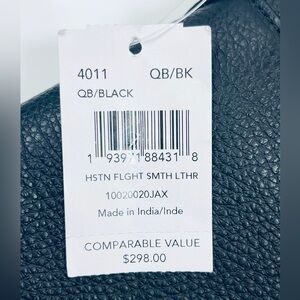 4011 QB/BK
QB/BLACK
1 93971 88431 8
HSTN FLGHT SMTH LTHR
10020020JAX
Made in India/Inde
COMPARABLE VALUE
$298.00